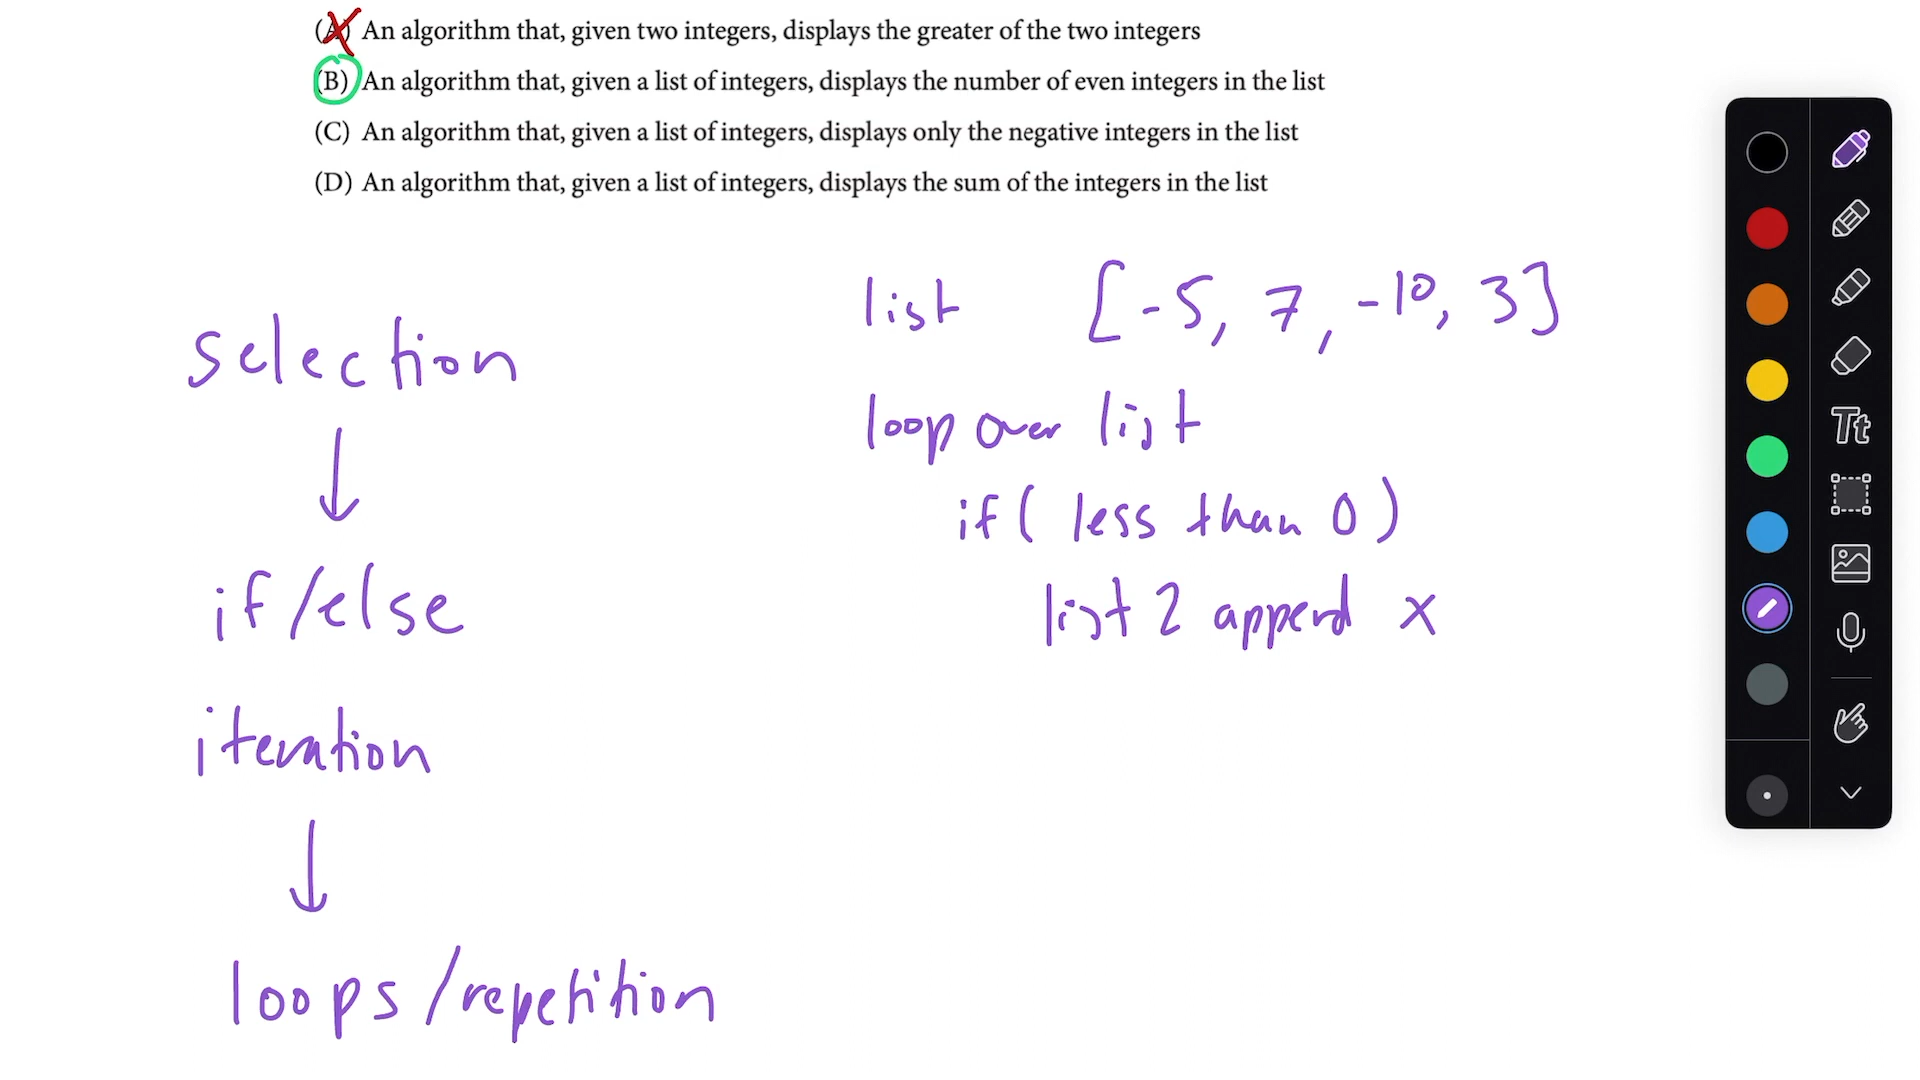 (A) An algorithm that, given two integers, displays the greater of the two integers
(B) An algorithm that, given a list of integers, displays the number of even integers in the list
(C) An algorithm that, given a list of integers, displays only the negative integers in the list
(D) An algorithm that, given a list of integers, displays the sum of the integers in the list
selection
↓
if/else
iteration
↓
loops/repetition
list [-5, 7, -10, 3]
loop over list
if( less than 0 )
list 2 append x
Tt